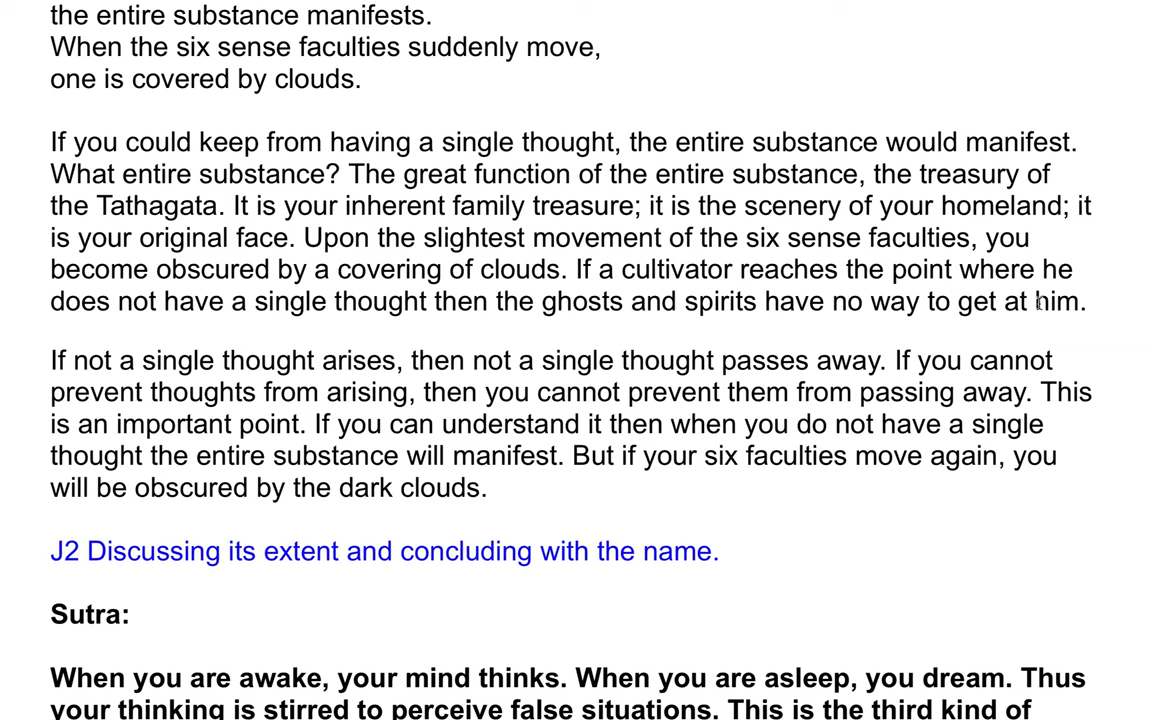 the entire substance manifests.
When the six sense faculties suddenly move,
one is covered by clouds.
If you could keep from having a single thought, the entire substance would manifest.
What entire substance? The great function of the entire substance, the treasury of
the Tathagata. It is your inherent family treasure; it is the scenery of your homeland; it
is your original face. Upon the slightest movement of the six sense faculties, you
become obscured by a covering of clouds. If a cultivator reaches the point where he
does not have a single thought then the ghosts and spirits have no way to get at him.
If not a single thought arises, then not a single thought passes away. If you cannot
prevent thoughts from arising, then you cannot prevent them from passing away. This
is an important point. If you can understand it then when you do not have a single
thought the entire substance will manifest. But if your six faculties move again, you
will be obscured by the dark clouds.
J2 Discussing its extent and concluding with the name.
Sutra:
When you are awake, your mind thinks. When you are asleep, you dream. Thus
your thinking is stirred to perceive false situations. This is the third kind of